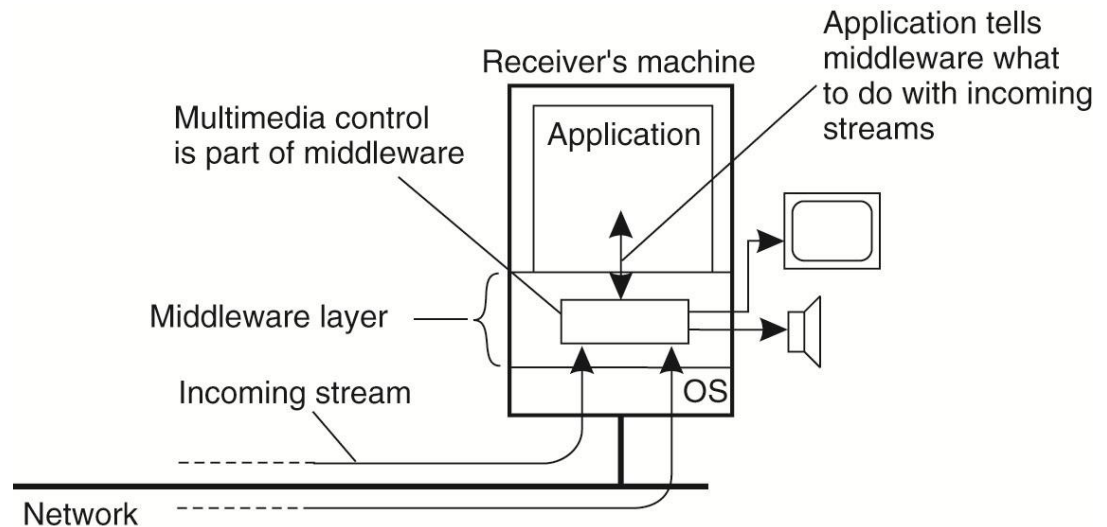 Receiver's machine
Application tells
middleware what
to do with incoming
streams
Multimedia control
is part of middleware
Application
Middleware layer
Incoming stream
OS
Network